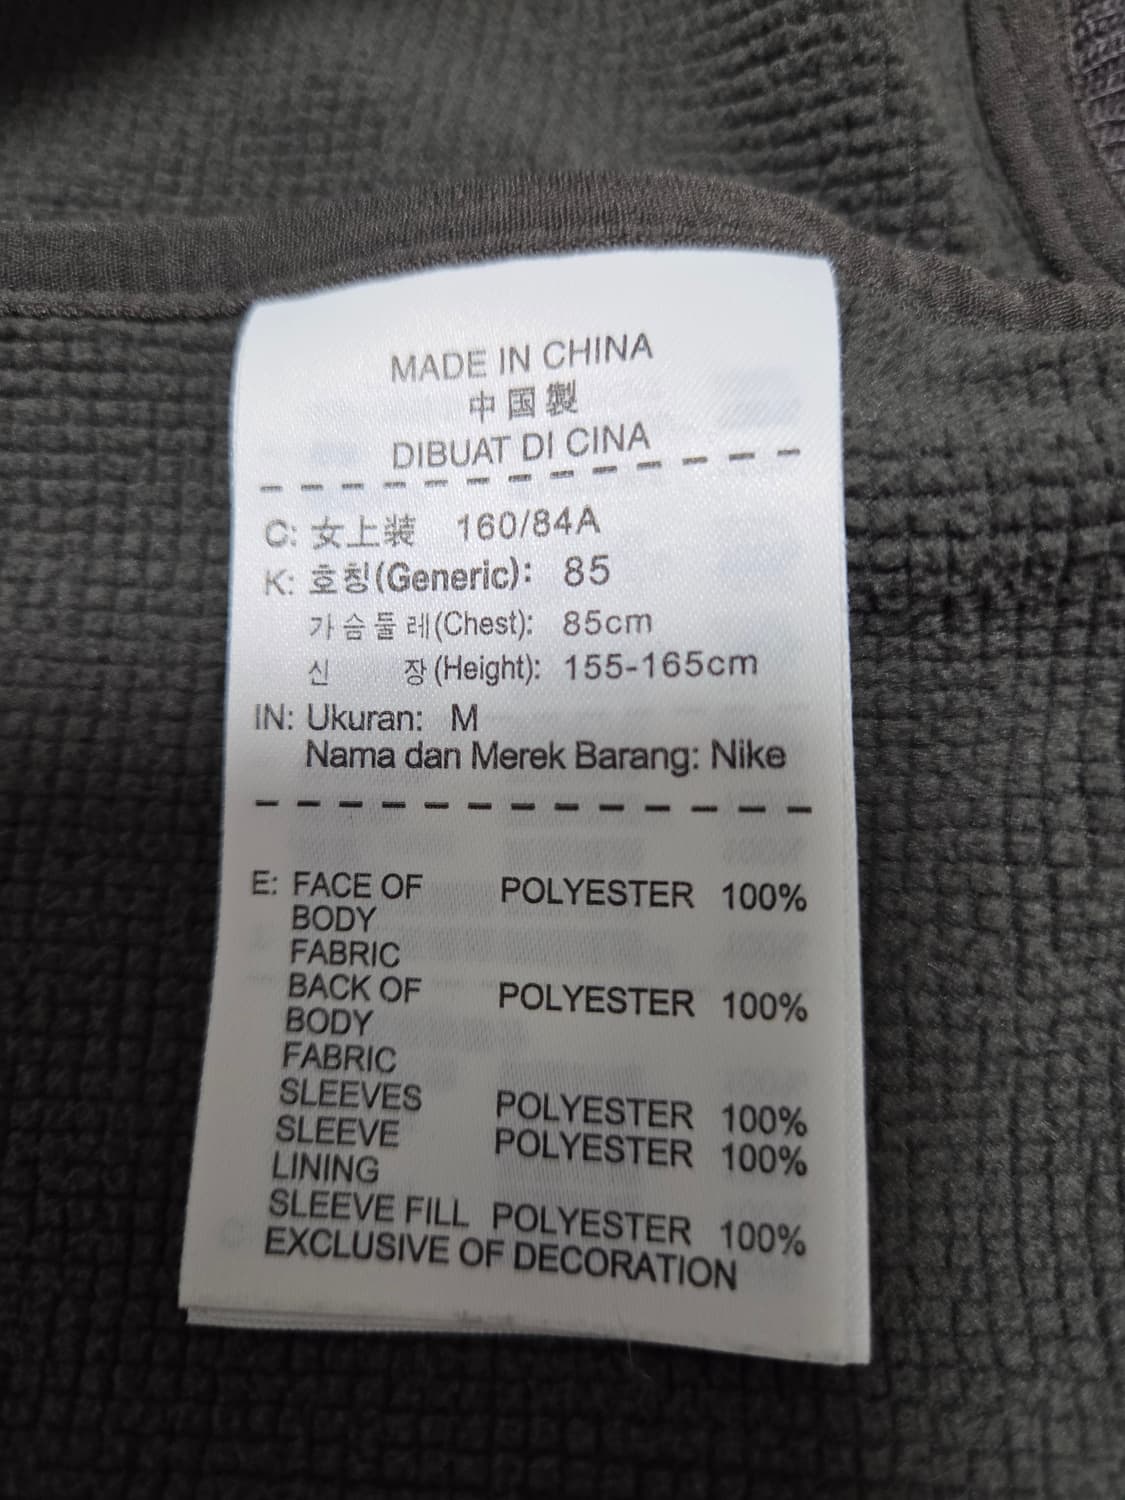 MADE IN CHINA
中国製
DIBUAT DI CINA
C: 女上装 160/84A
K: 호칭(Generic): 85
가슴둘레(Chest): 85cm
신 장(Height): 155-165cm
IN: Ukuran: M
Nama dan Merek Barang: Nike
E: FACE OF POLYESTER 100%
BODY
FABRIC
BACK OF POLYESTER 100%
BODY
FABRIC
SLEEVES POLYESTER 100%
SLEEVE POLYESTER 100%
LINING
SLEEVE FILL POLYESTER 100%
EXCLUSIVE OF DECORATION